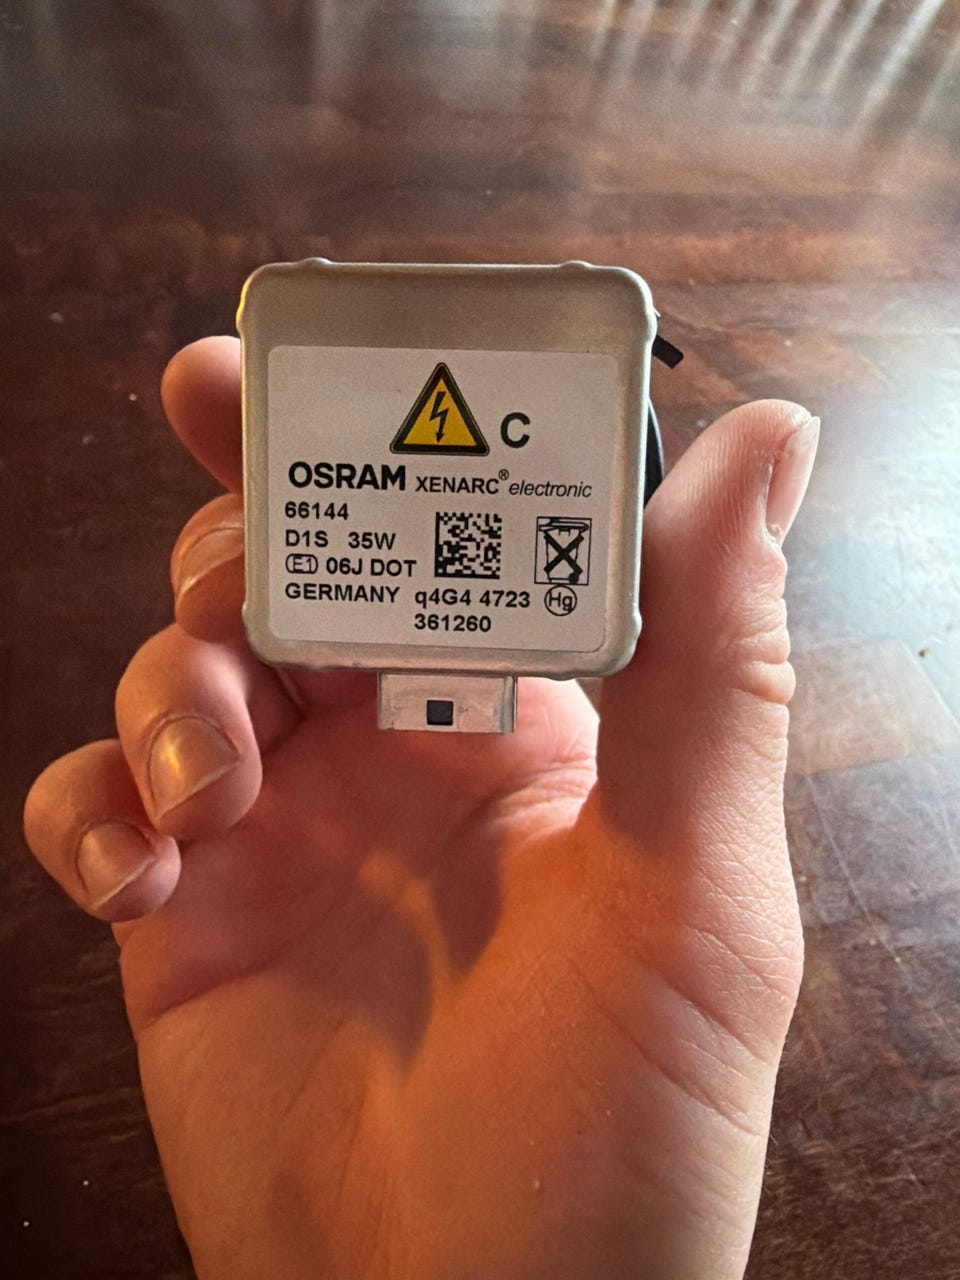 C
OSRAM XENARC® electronic
66144
D1S 35W
E1 06J DOT
GERMANY q4G4 4723
Hg
361260